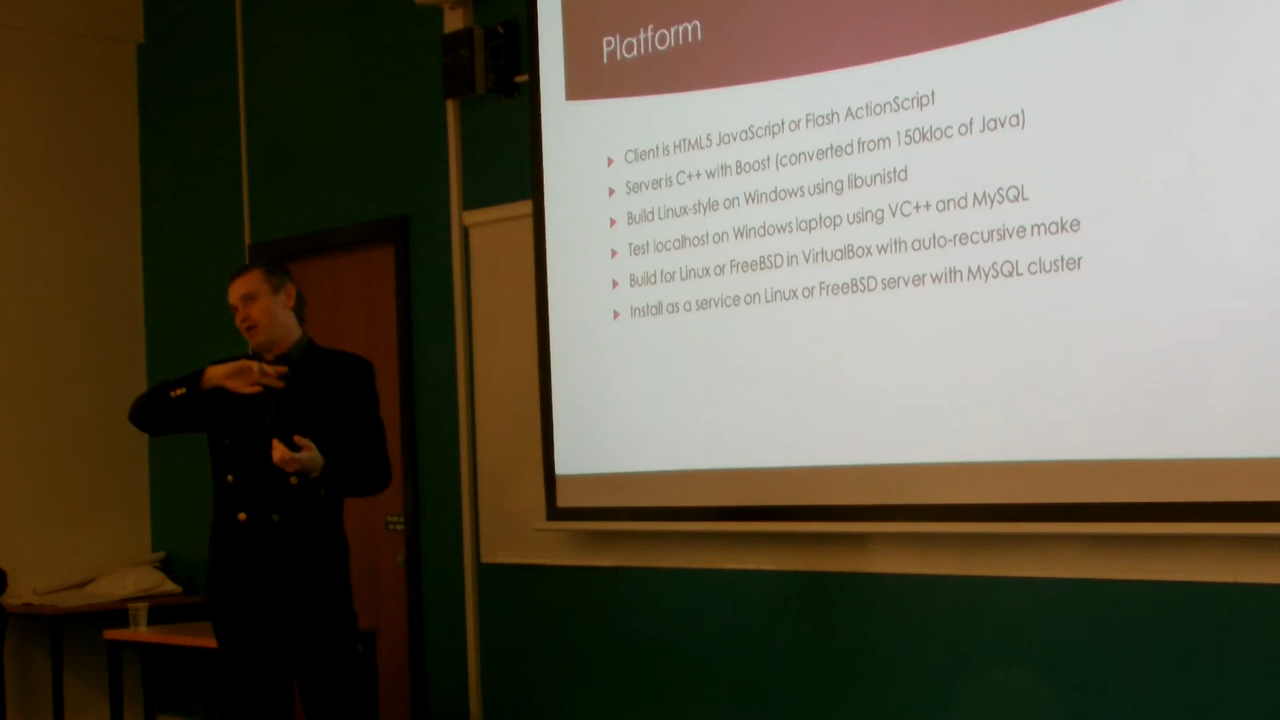 Platform
Client is HTML5 JavaScript or Flash ActionScript
Server is C++ with Boost (converted from 150kloc of Java)
Build Linux-style on Windows using libunistd
Test localhost on Windows laptop using VC++ and MySQL
Build for Linux or FreeBSD in VirtualBox with auto-recursive make
Install as a service on Linux or FreeBSD server with MySQL cluster